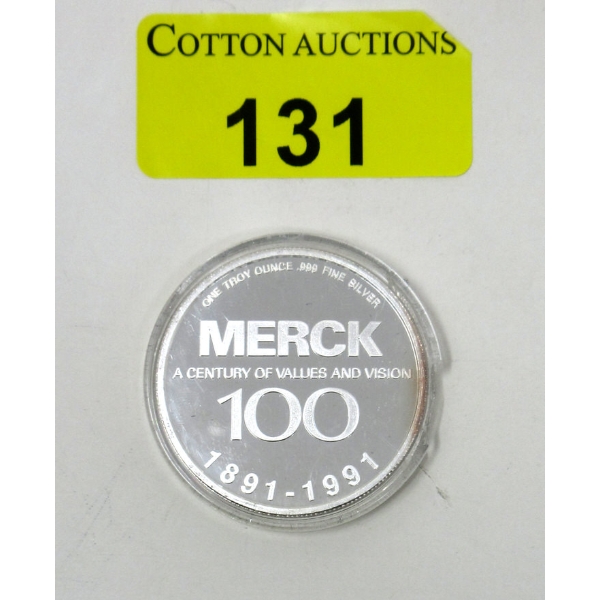 COTTON AUCTIONS
131
ONE TROY OUNCE .999 FINE SILVER
MERCK
A CENTURY OF VALUES AND VISION
100
1891-1991